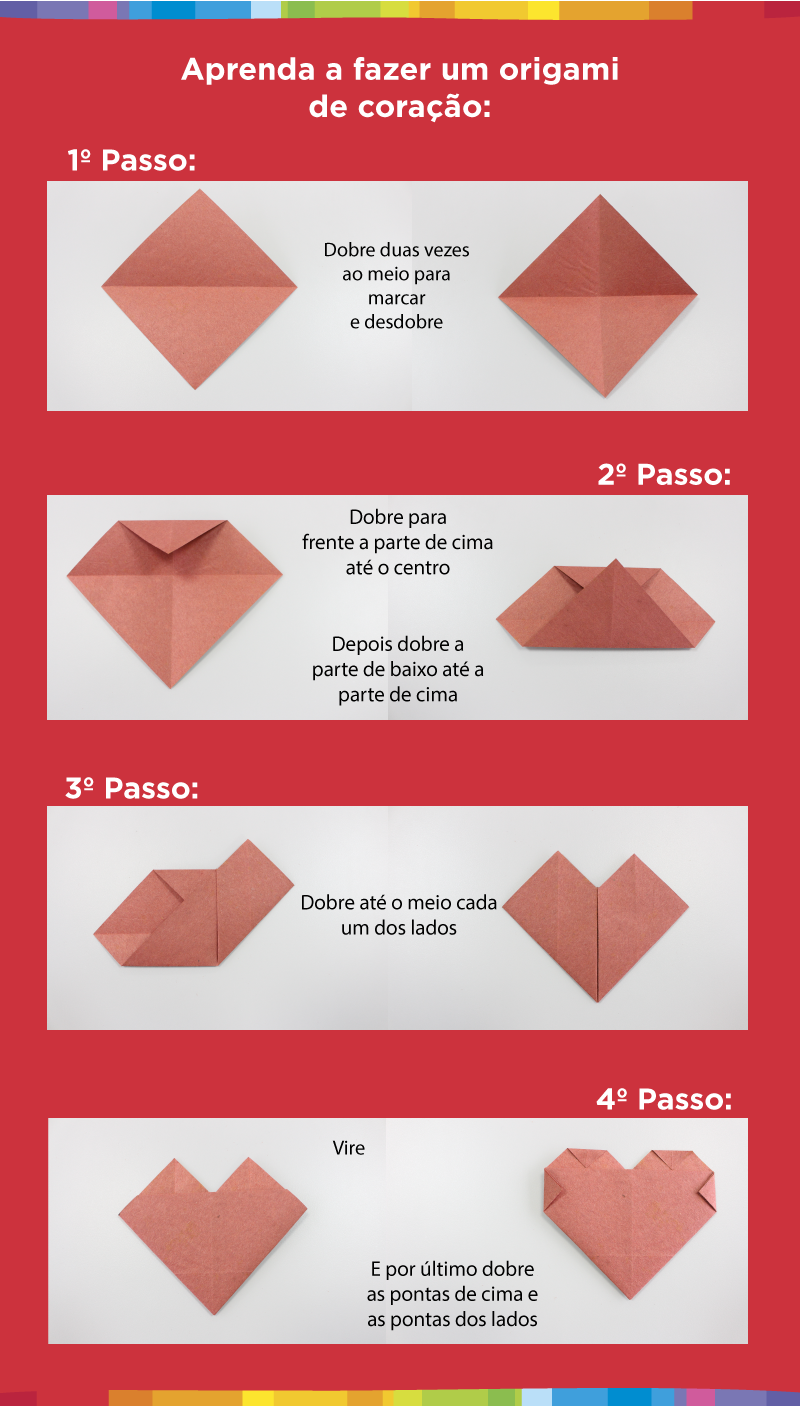 Aprenda a fazer um origami
de coração:
1º Passo:
Dobre duas vezes
ao meio para
marcar
e desdobre
2º Passo:
Dobre para
frente a parte de cima
até o centro
Depois dobre a
parte de baixo até a
parte de cima
3º Passo:
Dobre até o meio cada
um dos lados
4º Passo:
Vire
E por último dobre
as pontas de cima e
as pontas dos lados